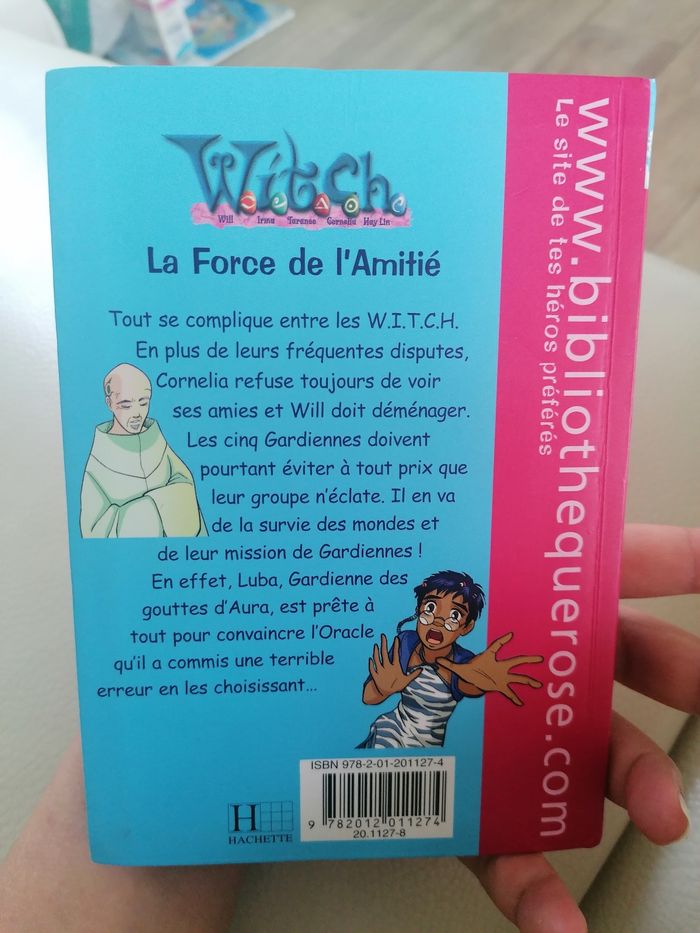 W.i.t.c.h.
Will Irma Taranee Cornelia Hay Lin
La Force de l'Amitié
Tout se complique entre les W.I.T.C.H.
En plus de leurs fréquentes disputes,
Cornelia refuse toujours de voir
ses amies et Will doit déménager.
Les cinq Gardiennes doivent
pourtant éviter à tout prix que
leur groupe n'éclate. Il en va
de la survie des mondes et
de leur mission de Gardiennes !
En effet, Luba, Gardienne des
gouttes d'Aura, est prête à
tout pour convaincre l'Oracle
qu'il a commis une terrible
erreur en les choisissant...
H
HACHETTE
ISBN 978-2-01-201127-4
9 782012 011274
20.1127-8
www.bibliothequerose.com
Le site de tes héros préférés